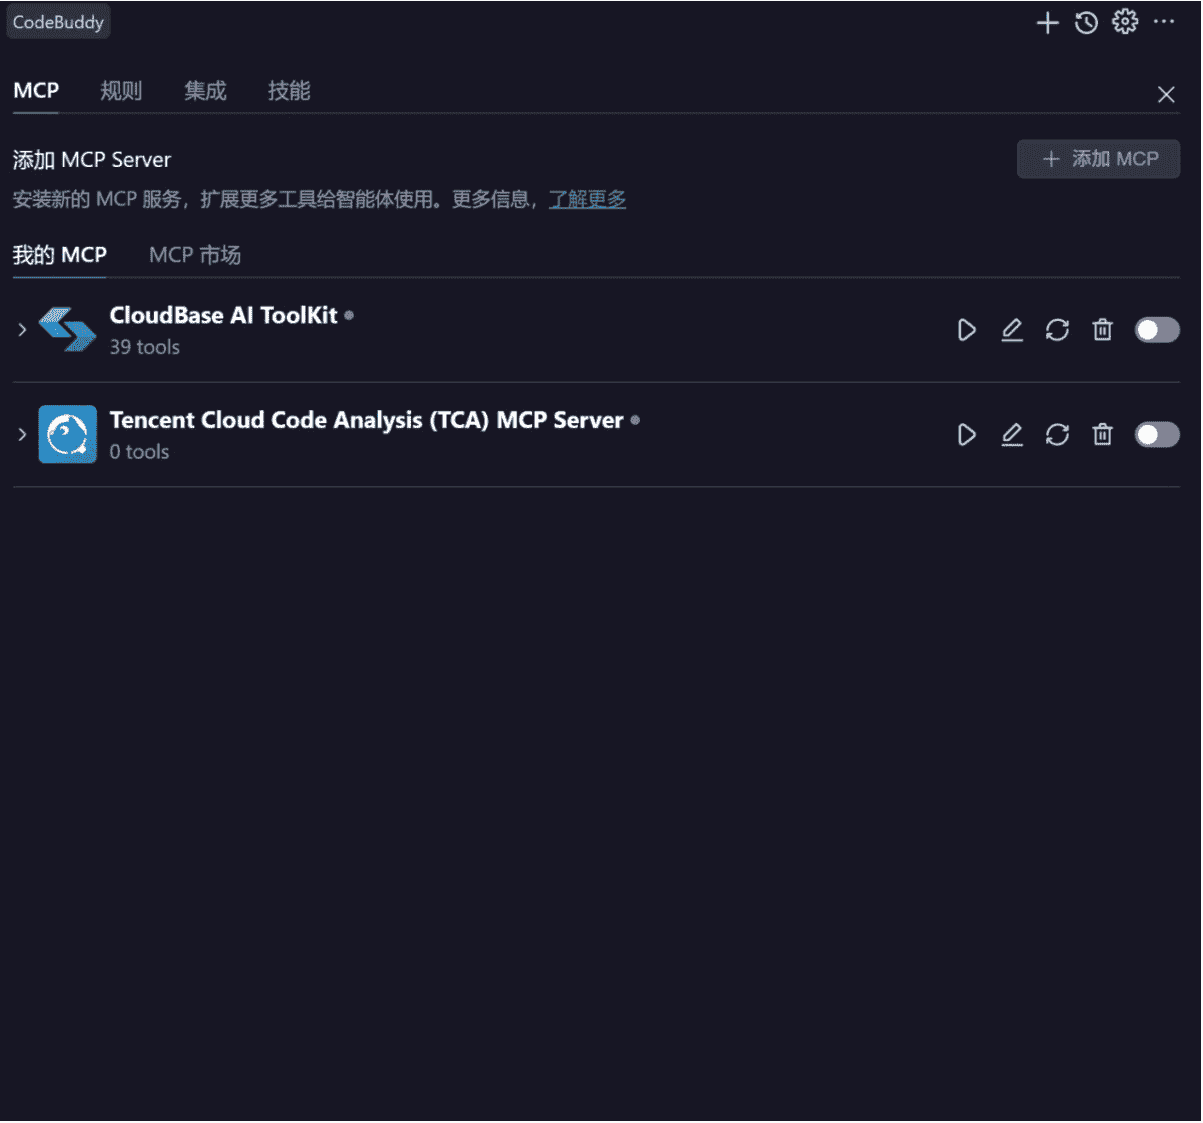 CodeBuddy
MCP 规则 集成 技能
添加 MCP Server
添加 MCP
安装新的 MCP 服务，扩展更多工具给智能体使用。更多信息，了解更多
我的 MCP MCP 市场
CloudBase AI ToolKit
39 tools
Tencent Cloud Code Analysis (TCA) MCP Server
0 tools